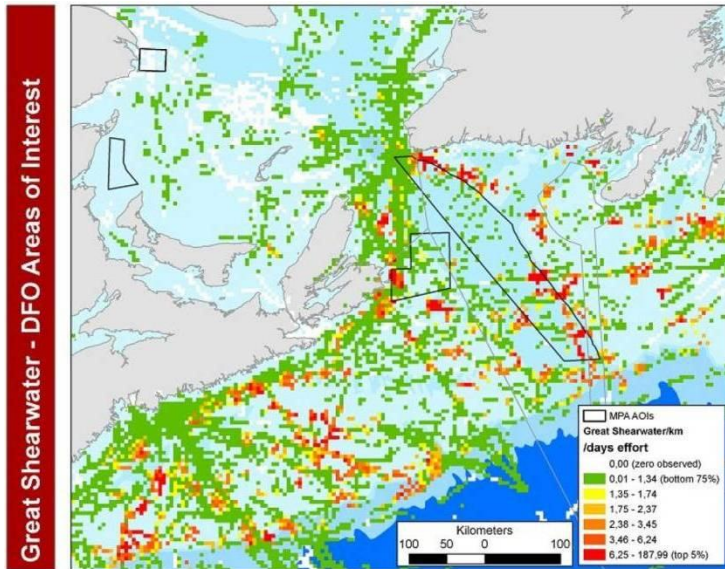 Great Shearwater - DFO Areas of Interest
MPA AOIs
Great Shearwater/km
/days effort
0,00 (zero observed)
0,01 - 1,34 (bottom 75%)
1,35 - 1,74
1,75 - 2,37
2,38 - 3,45
3,46 - 6,24
6,25 - 187,99 (top 5%)
Kilometers
100 50 0 100